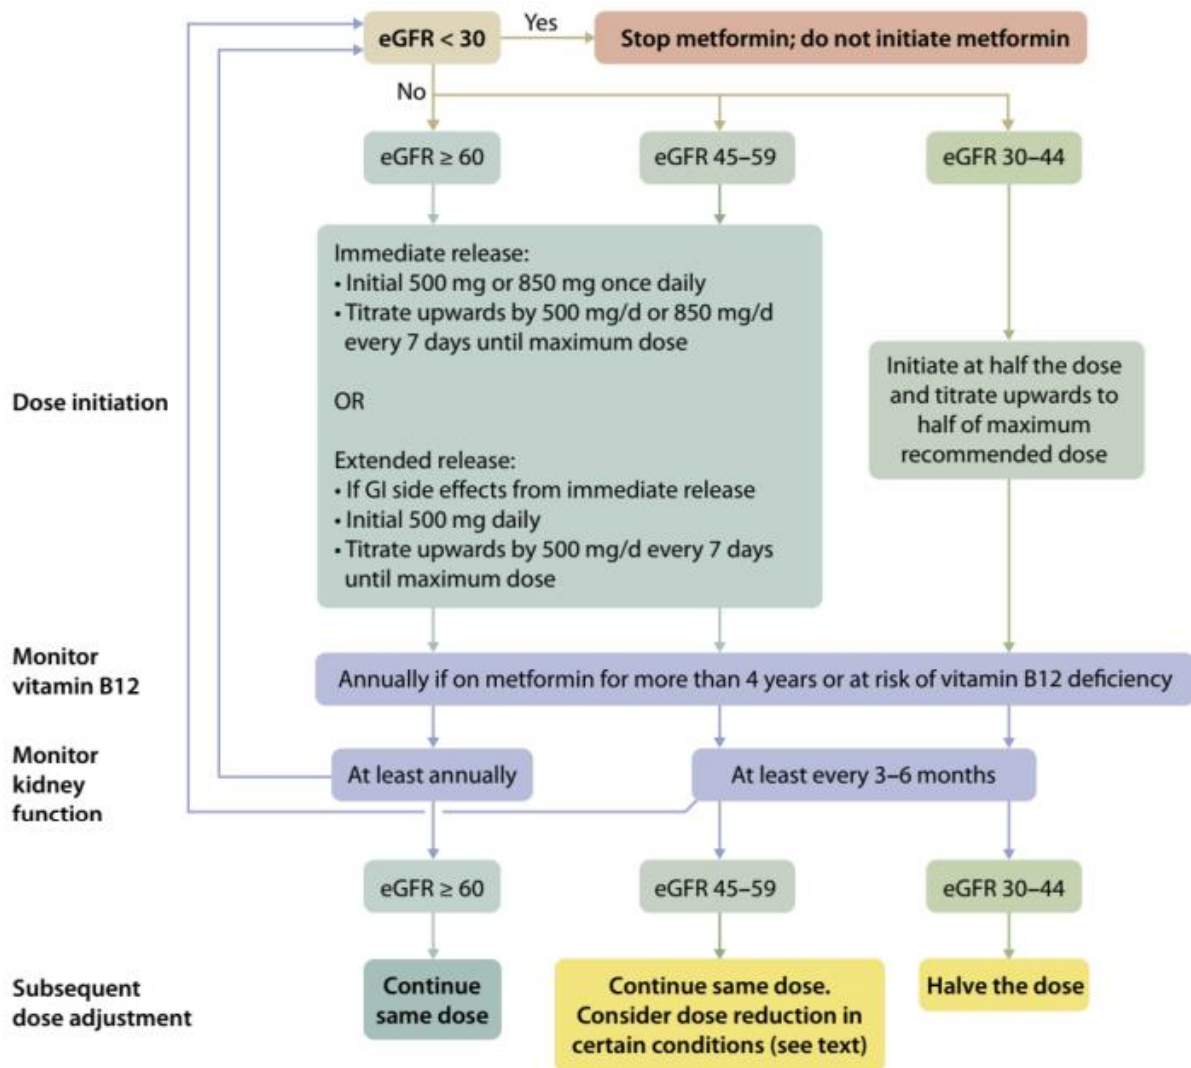 eGFR < 30
Yes
Stop metformin; do not initiate metformin
No
eGFR ≥ 60
eGFR 45–59
eGFR 30–44
Dose initiation
Immediate release:
• Initial 500 mg or 850 mg once daily
• Titrate upwards by 500 mg/d or 850 mg/d
every 7 days until maximum dose
OR
Extended release:
• If GI side effects from immediate release
• Initial 500 mg daily
• Titrate upwards by 500 mg/d every 7 days
until maximum dose
Initiate at half the dose
and titrate upwards to
half of maximum
recommended dose
Monitor
vitamin B12
Annually if on metformin for more than 4 years or at risk of vitamin B12 deficiency
Monitor
kidney
function
At least annually
At least every 3–6 months
eGFR ≥ 60
eGFR 45–59
eGFR 30–44
Subsequent
dose adjustment
Continue
same dose
Continue same dose.
Consider dose reduction in
certain conditions (see text)
Halve the dose